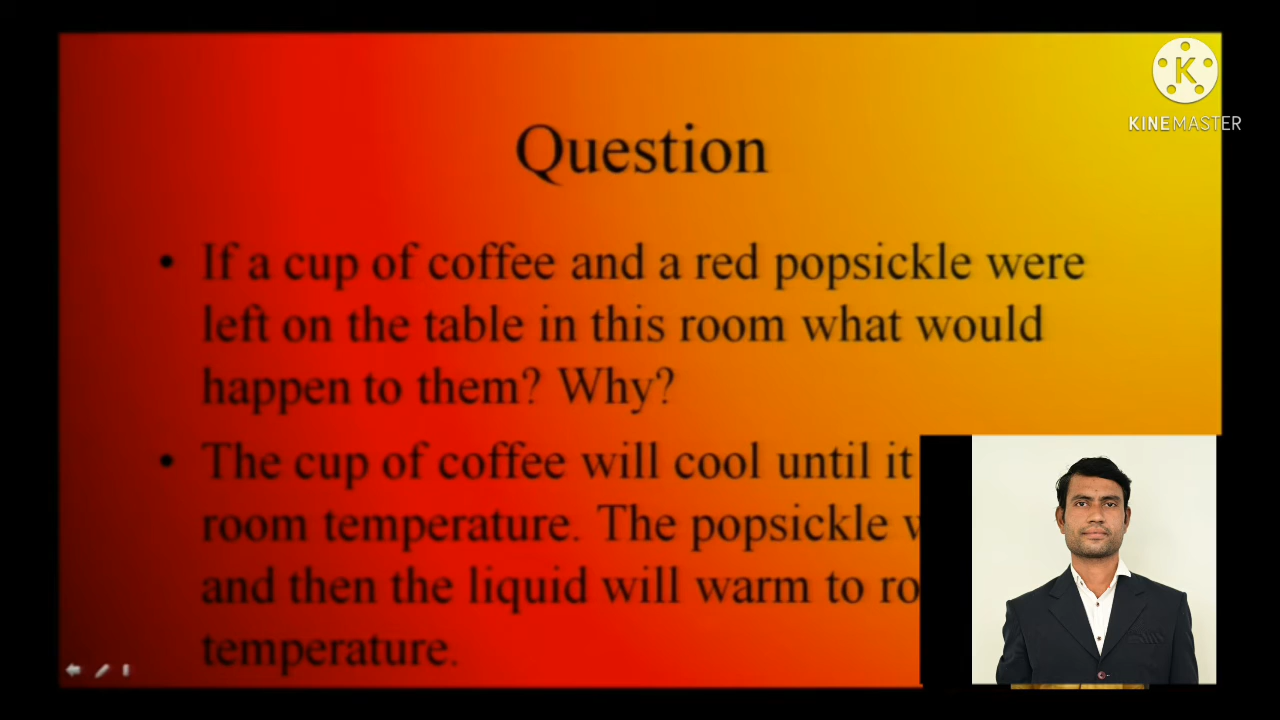 KINEMASTER
Question
• If a cup of coffee and a red popsickle were
left on the table in this room what would
happen to them? Why?
• The cup of coffee will cool until it
room temperature. The popsickle
and then the liquid will warm to
temperature.